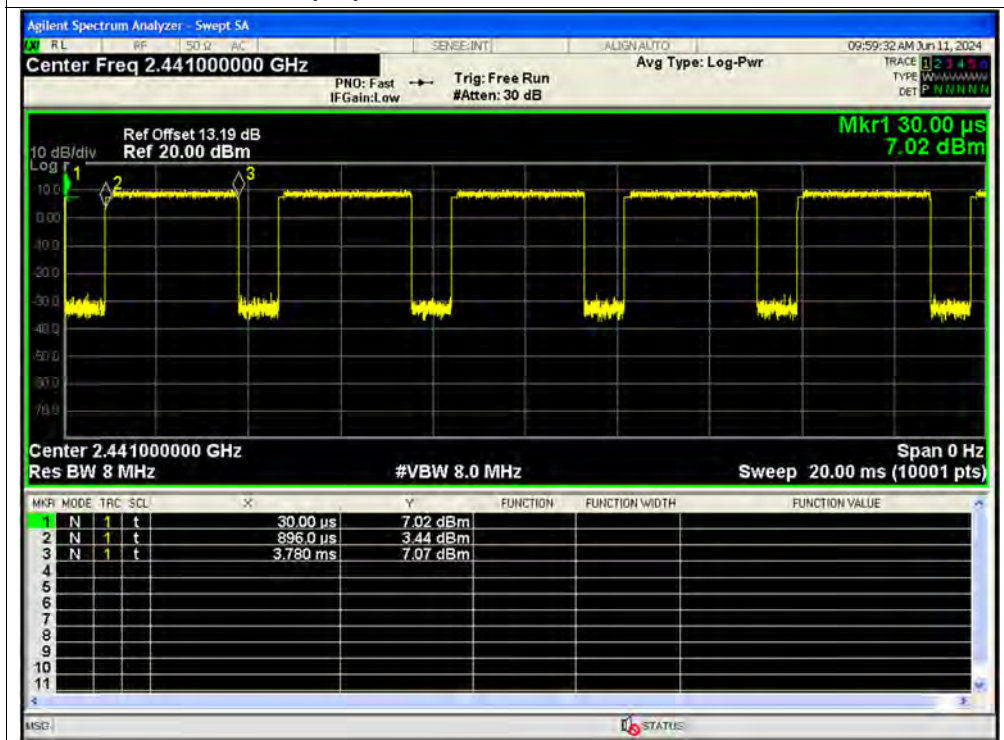 Agilent Spectrum Analyzer - Swept SA
RL RF 50 Ω AC SENSE:INT ALIGN AUTO 09:59:32 AM Jun 11, 2024
Center Freq 2.441000000 GHz Avg Type: Log-Pwr TRACE 1 2 3 4 5 6
PNO: Fast Trig: Free Run TYPE
IFGain:Low #Atten: 30 dB DET P N N N N N
Mkr1 30.00 µs
Ref Offset 13.19 dB
10 dB/div Ref 20.00 dBm 7.02 dBm
Log
1 2 3
10.0
0.00
-10.0
-20.0
-30.0
-40.0
-50.0
-60.0
-70.0
Center 2.441000000 GHz Span 0 Hz
Res BW 8 MHz #VBW 8.0 MHz Sweep 20.00 ms (10001 pts)
MKR MODE TRC SCL X Y FUNCTION FUNCTION WIDTH FUNCTION VALUE
1 N 1 t 30.00 µs 7.02 dBm
2 N 1 t 896.0 µs 3.44 dBm
3 N 1 t 3.780 ms 7.07 dBm
4
5
6
7
8
9
10
11
MSG STATUS